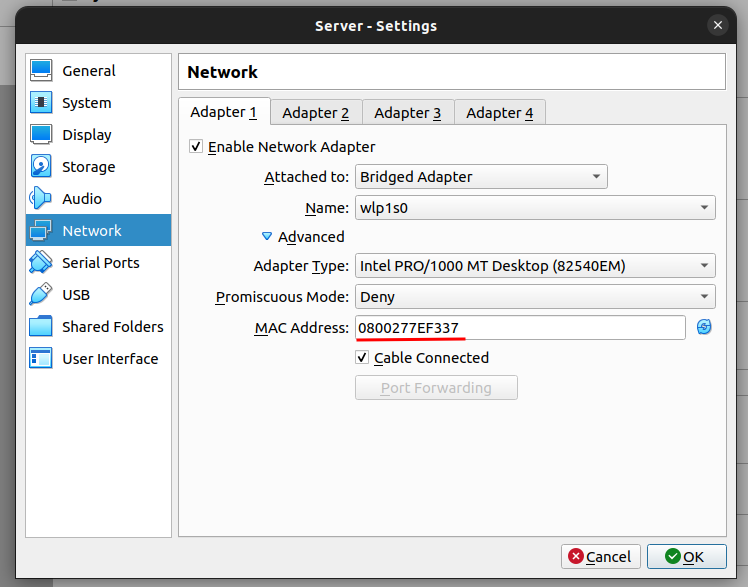 Server - Settings
General
System
Display
Storage
Audio
Network
Serial Ports
USB
Shared Folders
User Interface
Network
Adapter 1 Adapter 2 Adapter 3 Adapter 4
Enable Network Adapter
Attached to: Bridged Adapter
Name: wlp1s0
Advanced
Adapter Type: Intel PRO/1000 MT Desktop (82540EM)
Promiscuous Mode: Deny
MAC Address: 0800277EF337
Cable Connected
Port Forwarding
Cancel OK